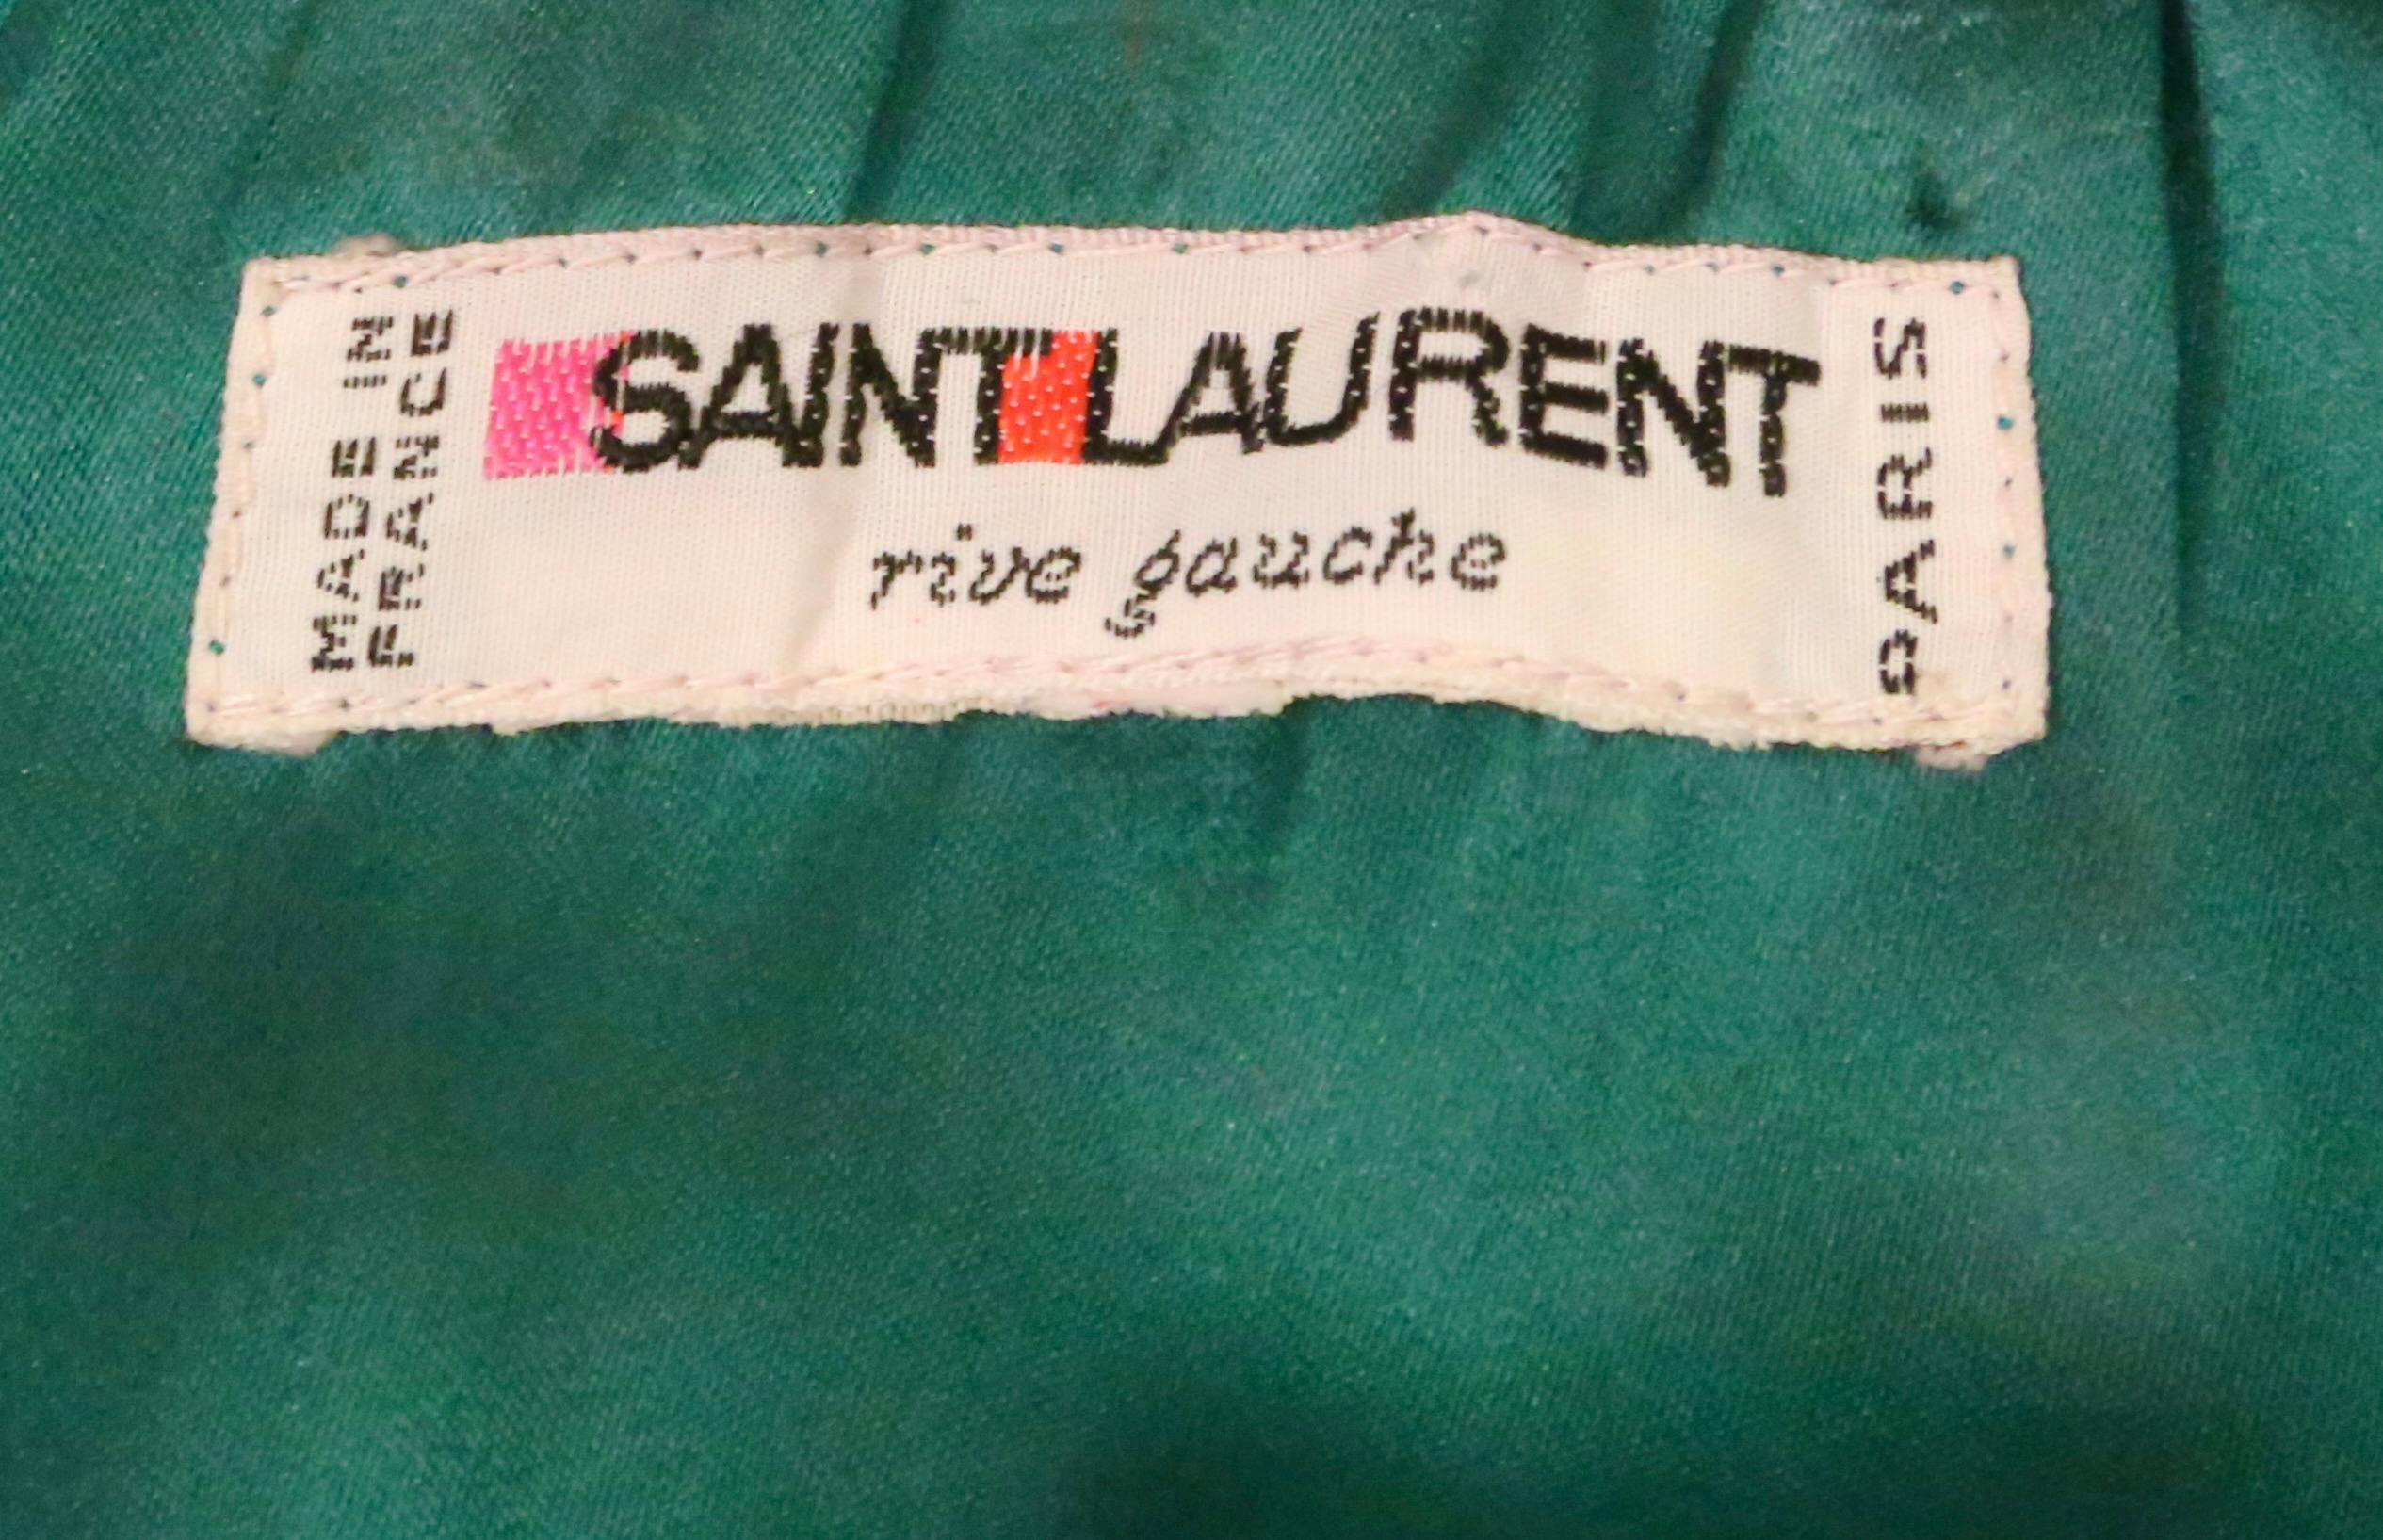 MADE IN
FRANCE
SAINT LAURENT
rive gauche
PARIS